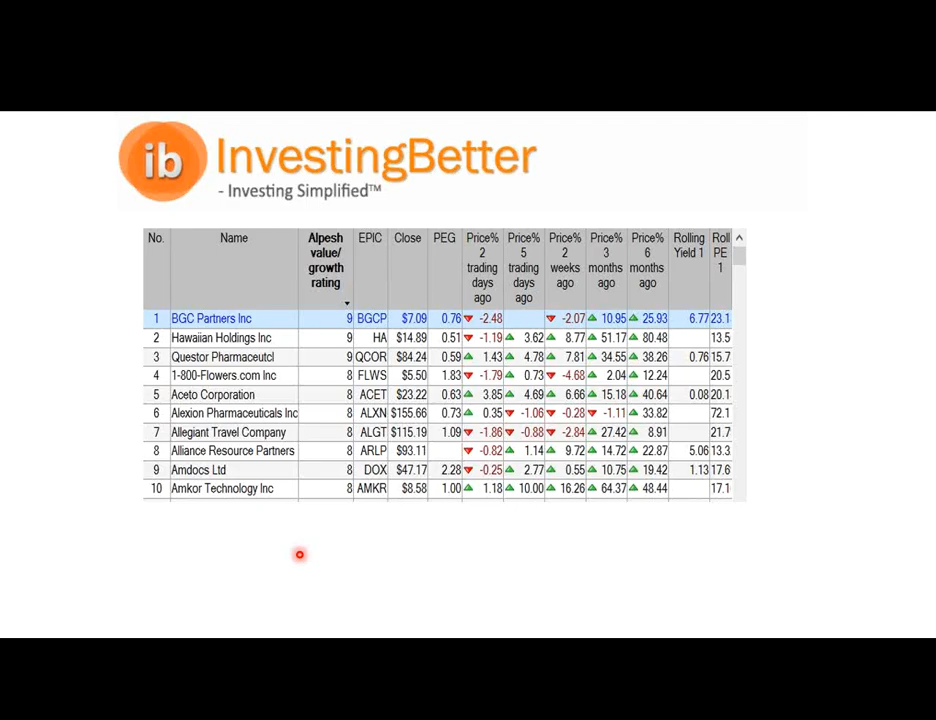 ib InvestingBetter
- Investing Simplified™
No. Name Alpesh value/ growth rating EPIC Close PEG Price% 2 trading days ago Price% 5 trading days ago Price% 2 weeks ago Price% 3 months ago Price% 6 months ago Rolling Yield 1 Roll PE 1
1 BGC Partners Inc 9 BGCP $7.09 0.76 -2.48 -2.07 10.95 25.93 6.77 23.1
2 Hawaiian Holdings Inc 9 HA $14.89 0.51 -1.19 3.62 8.77 51.17 80.48 13.5
3 Questor Pharmaceutcl 9 QCOR $84.24 0.59 1.43 4.78 7.81 34.55 38.26 0.76 15.7
4 1-800-Flowers.com Inc 8 FLWS $5.50 1.83 -1.79 0.73 -4.68 2.04 12.24 20.5
5 Aceto Corporation 8 ACET $23.22 0.63 3.85 4.69 6.66 15.18 40.64 0.08 20.1
6 Alexion Pharmaceuticals Inc 8 ALXN $155.66 0.73 0.35 -1.06 -0.28 -1.11 33.82 72.1
7 Allegiant Travel Company 8 ALGT $115.19 1.09 -1.86 -0.88 -2.84 27.42 8.91 21.7
8 Alliance Resource Partners 8 ARLP $93.11 -0.82 1.14 9.72 14.72 22.87 5.06 13.3
9 Amdocs Ltd 8 DOX $47.17 2.28 -0.25 2.77 0.55 10.75 19.42 1.13 17.6
10 Amkor Technology Inc 8 AMKR $8.58 1.00 1.18 10.00 16.26 64.37 48.44 17.1